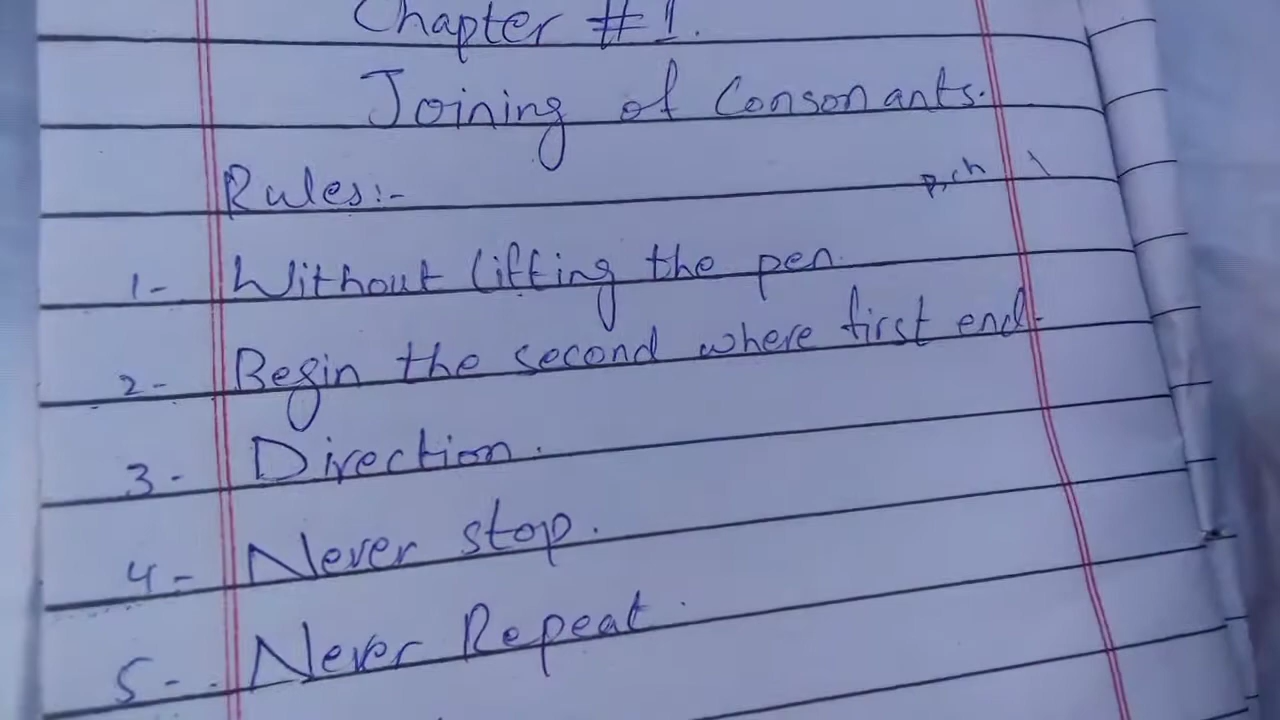 Chapter #1.
Joining of Consonants.
Rules:-
P, ch \
1- Without lifting the pen.
2- Begin the second where first end.
3- Direction.
4- Never stop.
5- Never Repeat.